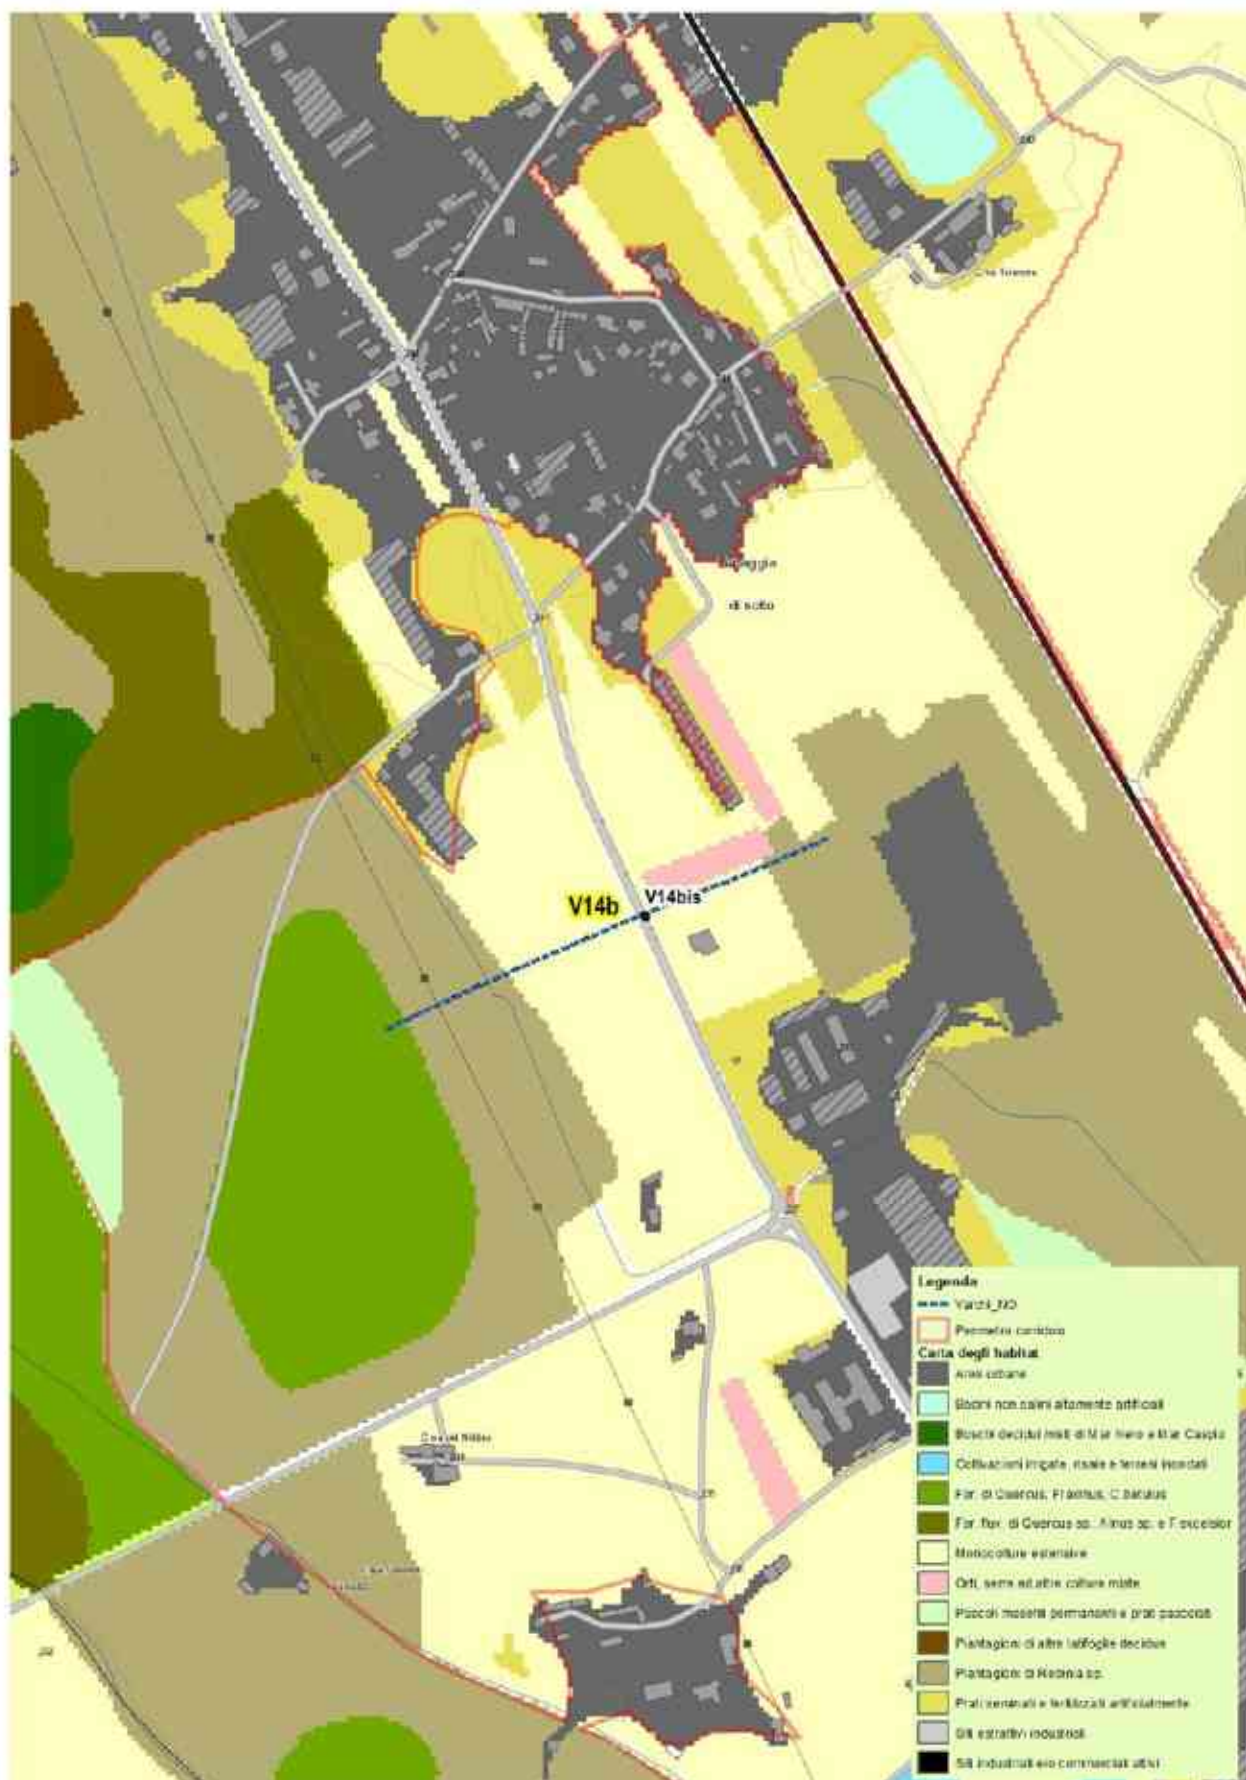 V14bis
V14b
di sotto
Legenda
Varchi_NO
Perimetro corridoio
Carta degli habitat
Aree urbane
Bacini non salini altamente artificiali
Boschi decidui misti di Mar Nero e Mar Caspio
Coltivazioni irrigate, risaie e terreni inondati
For. di Quercus, Fraxinus, C.betulus
For. fluv. di Quercus sp., Alnus sp. e F.excelsior
Monocolture estensive
Orti, serre ed altre colture miste
Pascoli mesofili permanenti e prati pascolati
Piantagioni di altre latifoglie decidue
Piantagioni di Robinia sp.
Prati seminati e fertilizzati artificialmente
Siti estrattivi industriali
Siti industriali e/o commerciali attivi